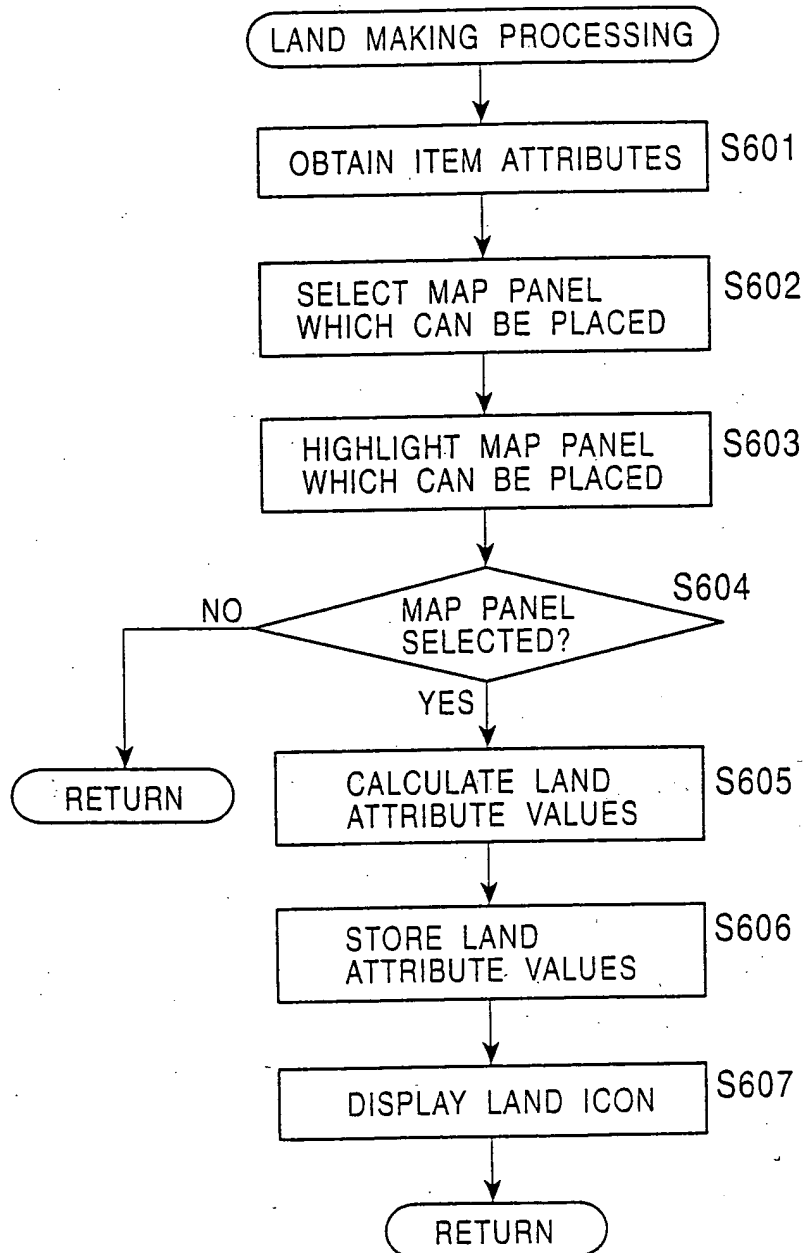 LAND MAKING PROCESSING
OBTAIN ITEM ATTRIBUTES
S601
SELECT MAP PANEL
WHICH CAN BE PLACED
S602
HIGHLIGHT MAP PANEL
WHICH CAN BE PLACED
S603
MAP PANEL
SELECTED?
S604
NO
YES
RETURN
CALCULATE LAND
ATTRIBUTE VALUES
S605
STORE LAND
ATTRIBUTE VALUES
S606
DISPLAY LAND ICON
S607
RETURN